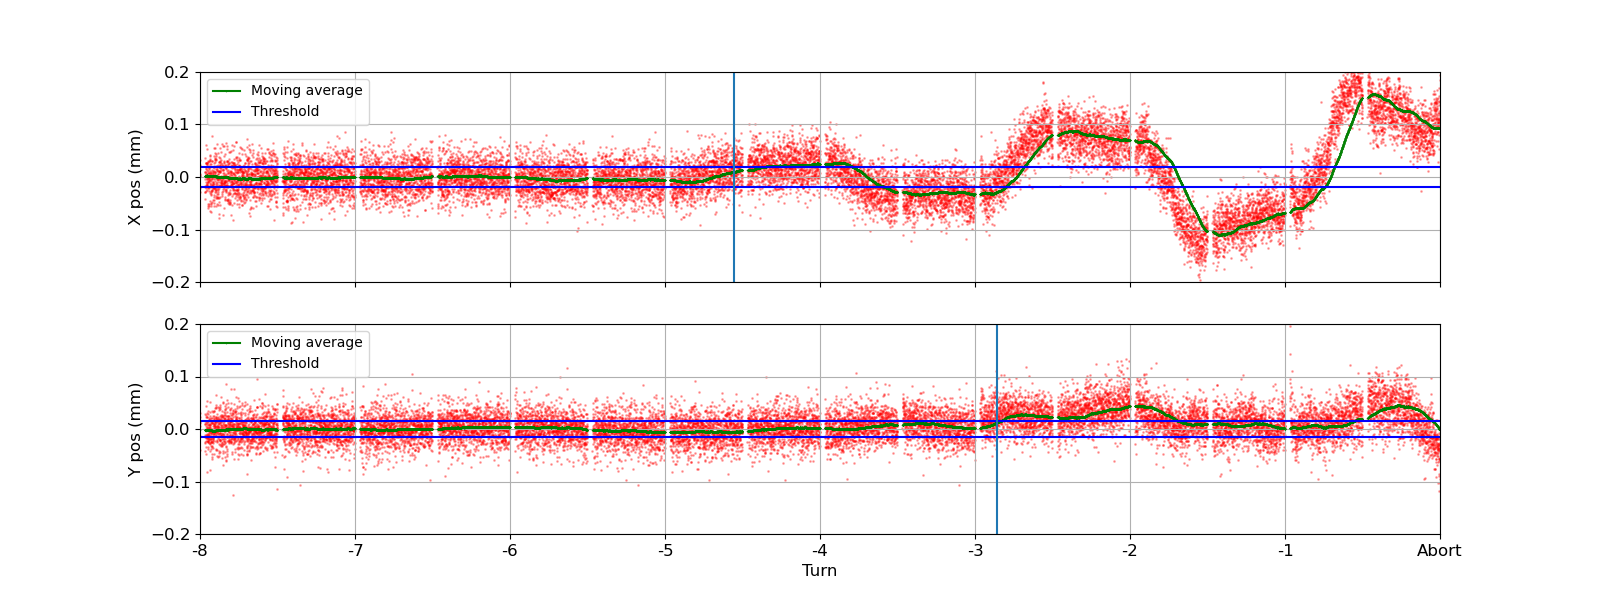 0.2
0.1
0.0
−0.1
−0.2
X pos (mm)
Moving average
Threshold
0.2
0.1
0.0
−0.1
−0.2
Y pos (mm)
Moving average
Threshold
-8 -7 -6 -5 -4 -3 -2 -1 Abort
Turn